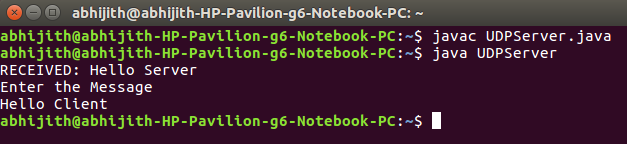 abhijith@abhijith-HP-Pavilion-g6-Notebook-PC: ~
abhijith@abhijith-HP-Pavilion-g6-Notebook-PC:~$ javac UDPServer.java
abhijith@abhijith-HP-Pavilion-g6-Notebook-PC:~$ java UDPServer
RECEIVED: Hello Server
Enter the Message
Hello Client
abhijith@abhijith-HP-Pavilion-g6-Notebook-PC:~$